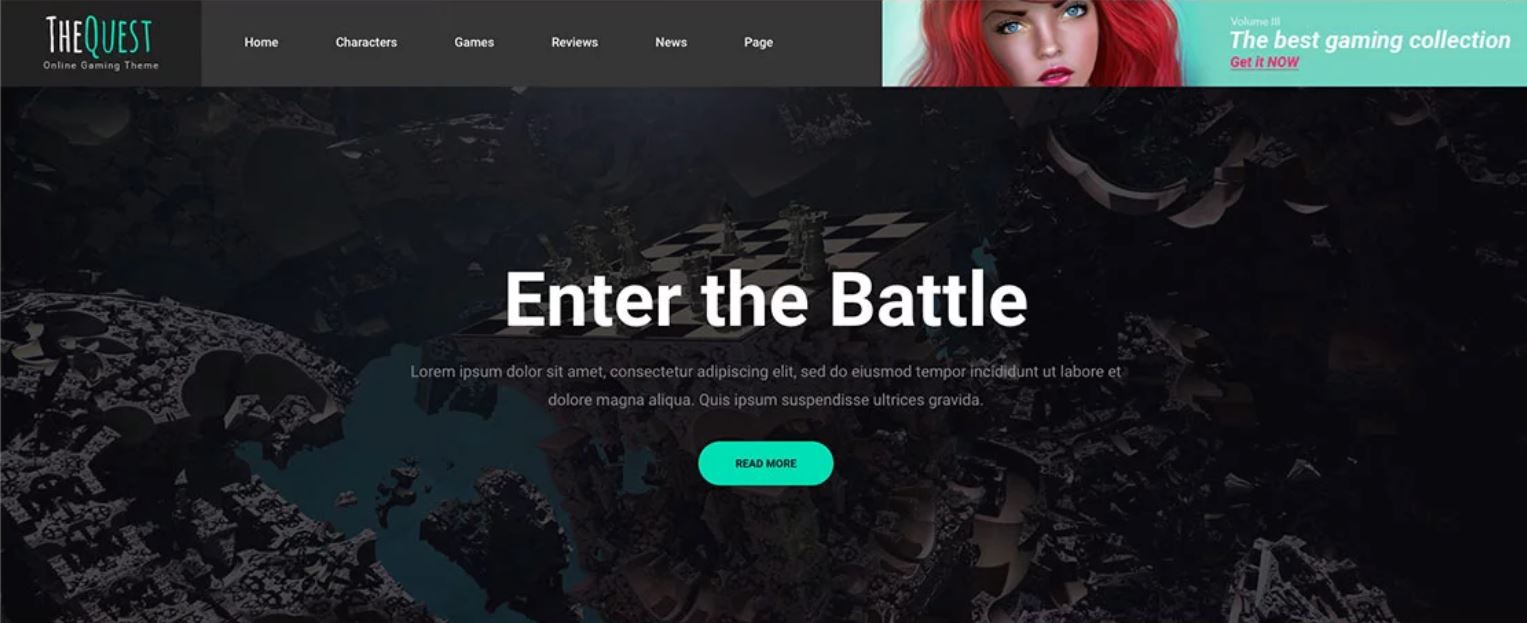 THEQUEST
Online Gaming Theme
Home Characters Games Reviews News Page
Volume III
The best gaming collection
Get it NOW
Enter the Battle
Lorem ipsum dolor sit amet, consectetur adipiscing elit, sed do eiusmod tempor incididunt ut labore et
dolore magna aliqua. Quis ipsum suspendisse ultrices gravida.
READ MORE